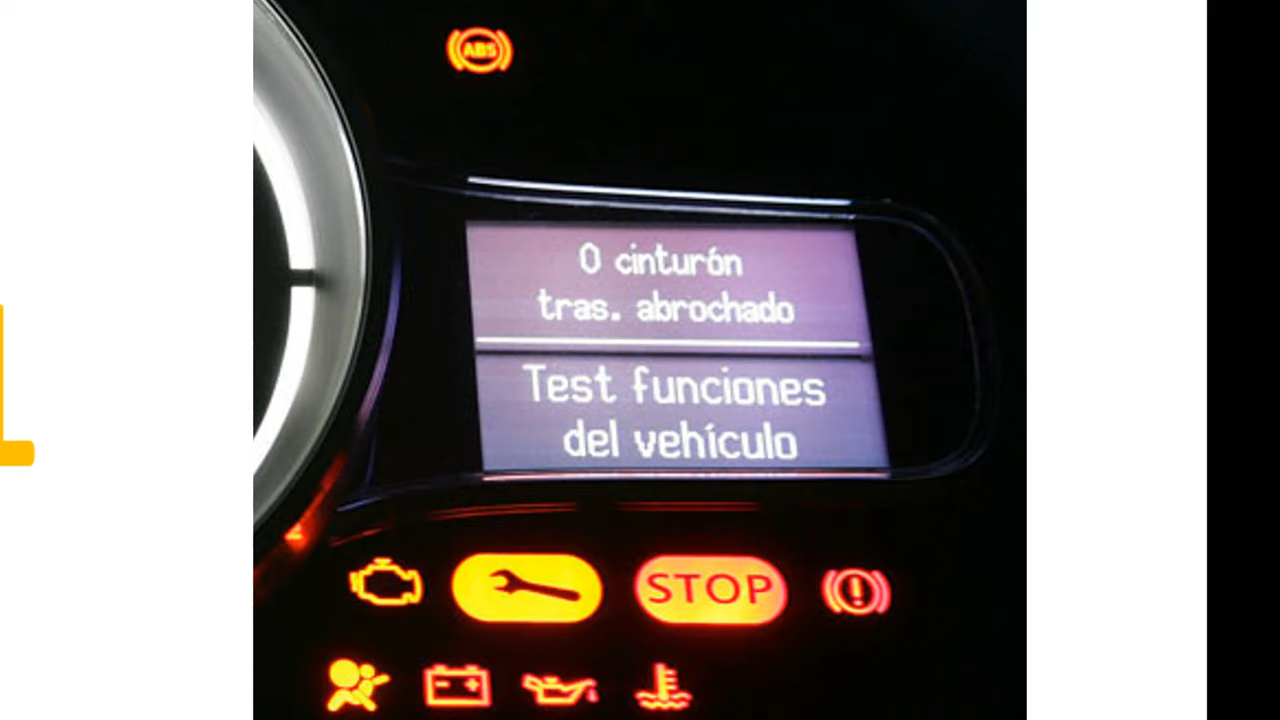 ABS
0 cinturón
tras. abrochado
Test funciones
del vehículo
STOP